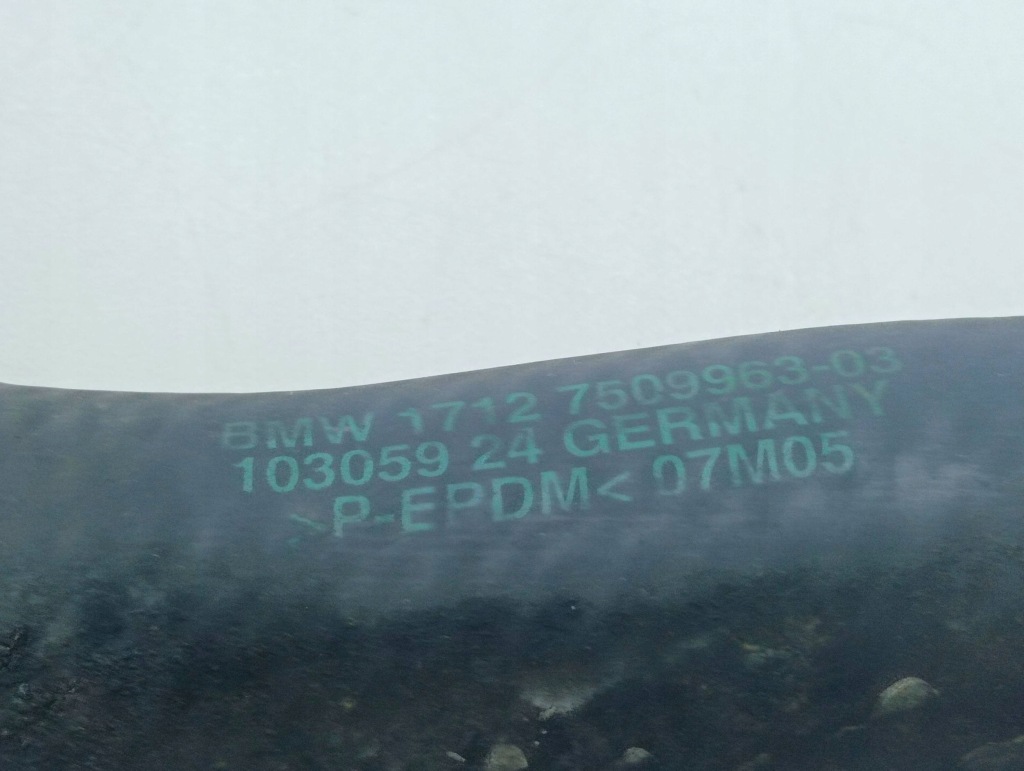 BMW 1712 7509963-03
103059 24 GERMANY
>P-EPDM< 07M05